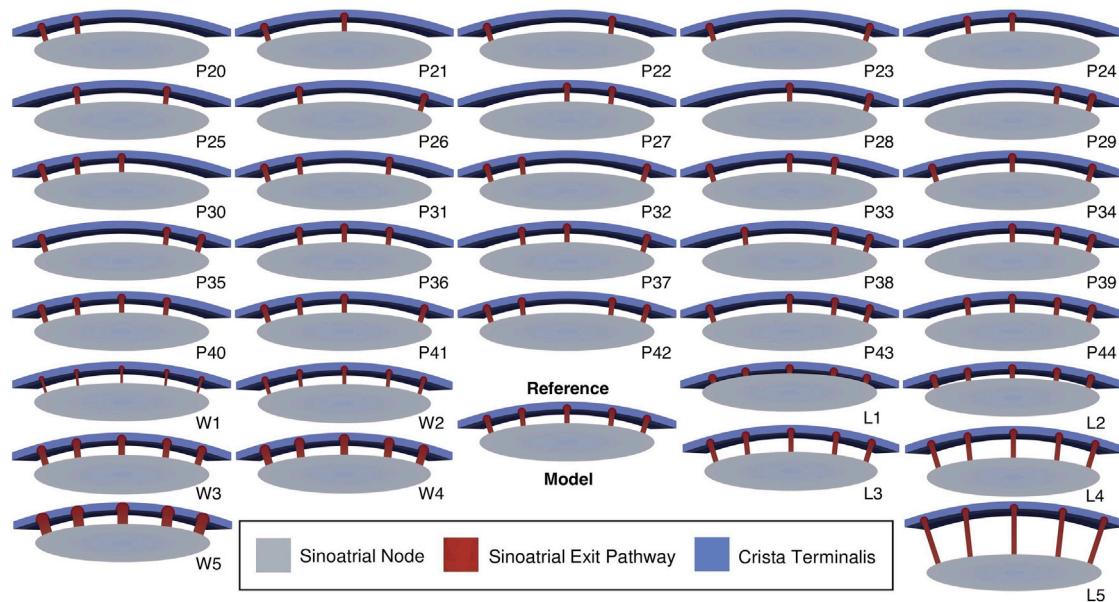 P20 P21 P22 P23 P24
P25 P26 P27 P28 P29
P30 P31 P32 P33 P34
P35 P36 P37 P38 P39
P40 P41 P42 P43 P44
Reference
W1 W2 L1 L2
Model
W3 W4 L3 L4
Sinoatrial Node Sinoatrial Exit Pathway Crista Terminalis
W5 L5